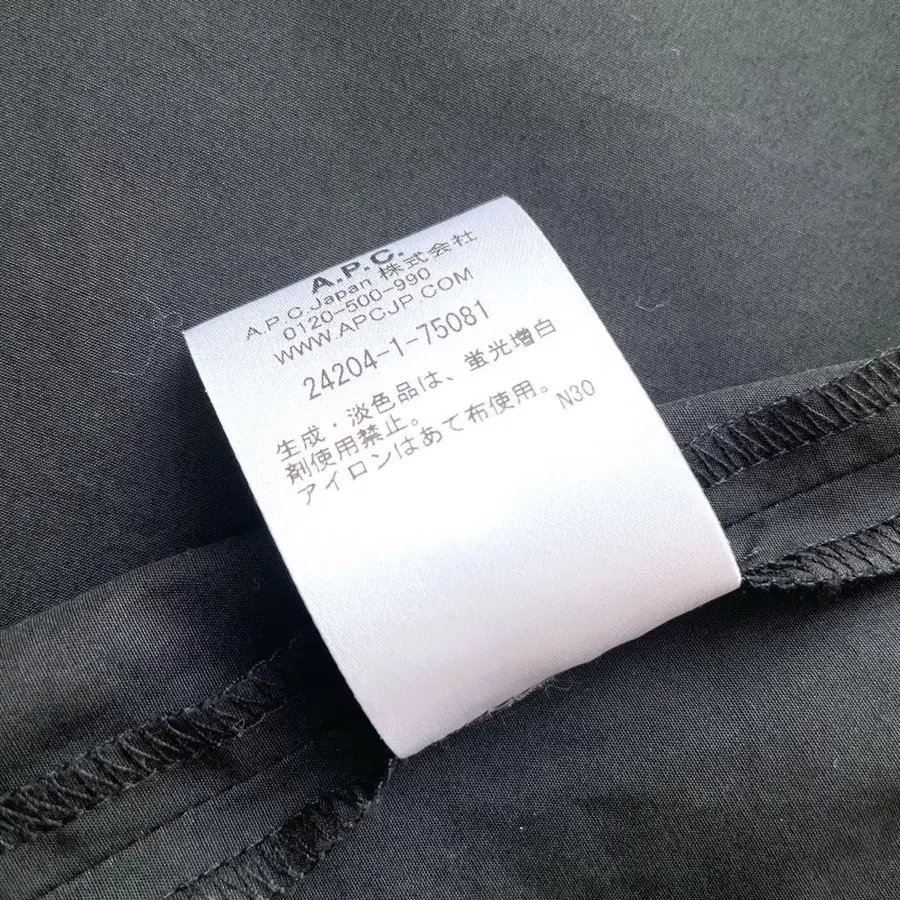 A.P.C.
A.P.C.Japan 株式会社
0120-500-990
WWW.APCJP.COM
24204-1-75081
生成・淡色品は、蛍光増白
剤使用禁止。
アイロンはあて布使用。
N30